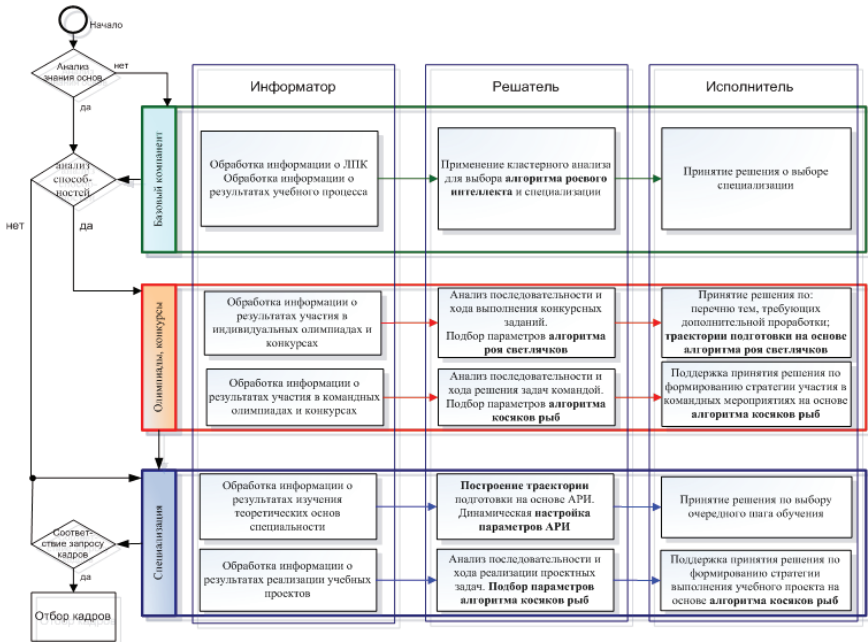 Начало
Анализ
знания основ
нет
да
анализ
способ-
ностей
нет
да
Информатор
Решатель
Исполнитель
Базовый компанент
Обработка информации о ЛПК
Обработка информации о
результатах учебного процесса
Применение кластерного анализа
для выбора алгоритма роевого
интеллекта и специализации
Принятие решения о выборе
специализации
Олимпиады, конкурсы
Обработка информации о
результатах участия в
индивидуальных олимпиадах и
конкурсах
Анализ последовательности и
хода выполнения конкурсных
заданий.
Подбор параметров алгоритма
роя светлячков
Принятие решения по:
перечню тем, требующих
дополнительной проработки;
траектории подготовки на основе
алгоритма роя светлячков
Обработка информации о
результатах участия в командных
олимпиадах и конкурсах
Анализ последовательности и
хода решения задач командой.
Подбор параметров алгоритма
косяков рыб
Поддержка принятия решения по
формированию стратегии участия в
командных мероприятиях на основе
алгоритма косяков рыб
Специализация
Обработка информации о
результатах изучения
теоретических основ
специальности
Построение траектории
подготовки на основе АРИ.
Динамическая настройка
параметров АРИ
Принятие решения по выбору
очередного шага обучения
Обработка информации о
результатах реализации учебных
проектов
Анализ последовательности и
хода реализации проектных
задач. Подбор параметров
алгоритма косяков рыб
Поддержка принятия решения по
формированию стратегии
выполнения учебного проекта на
основе алгоритма косяков рыб
Соответ-
ствие запросу
кадров
да
Отбор кадров